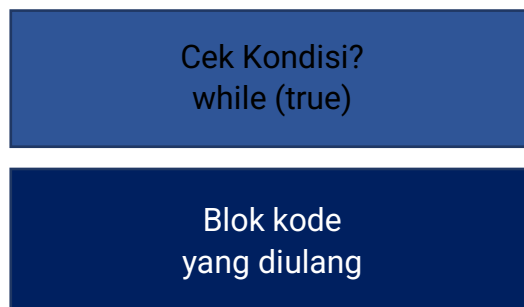 Cek Kondisi?
while (true)
Blok kode
yang diulang